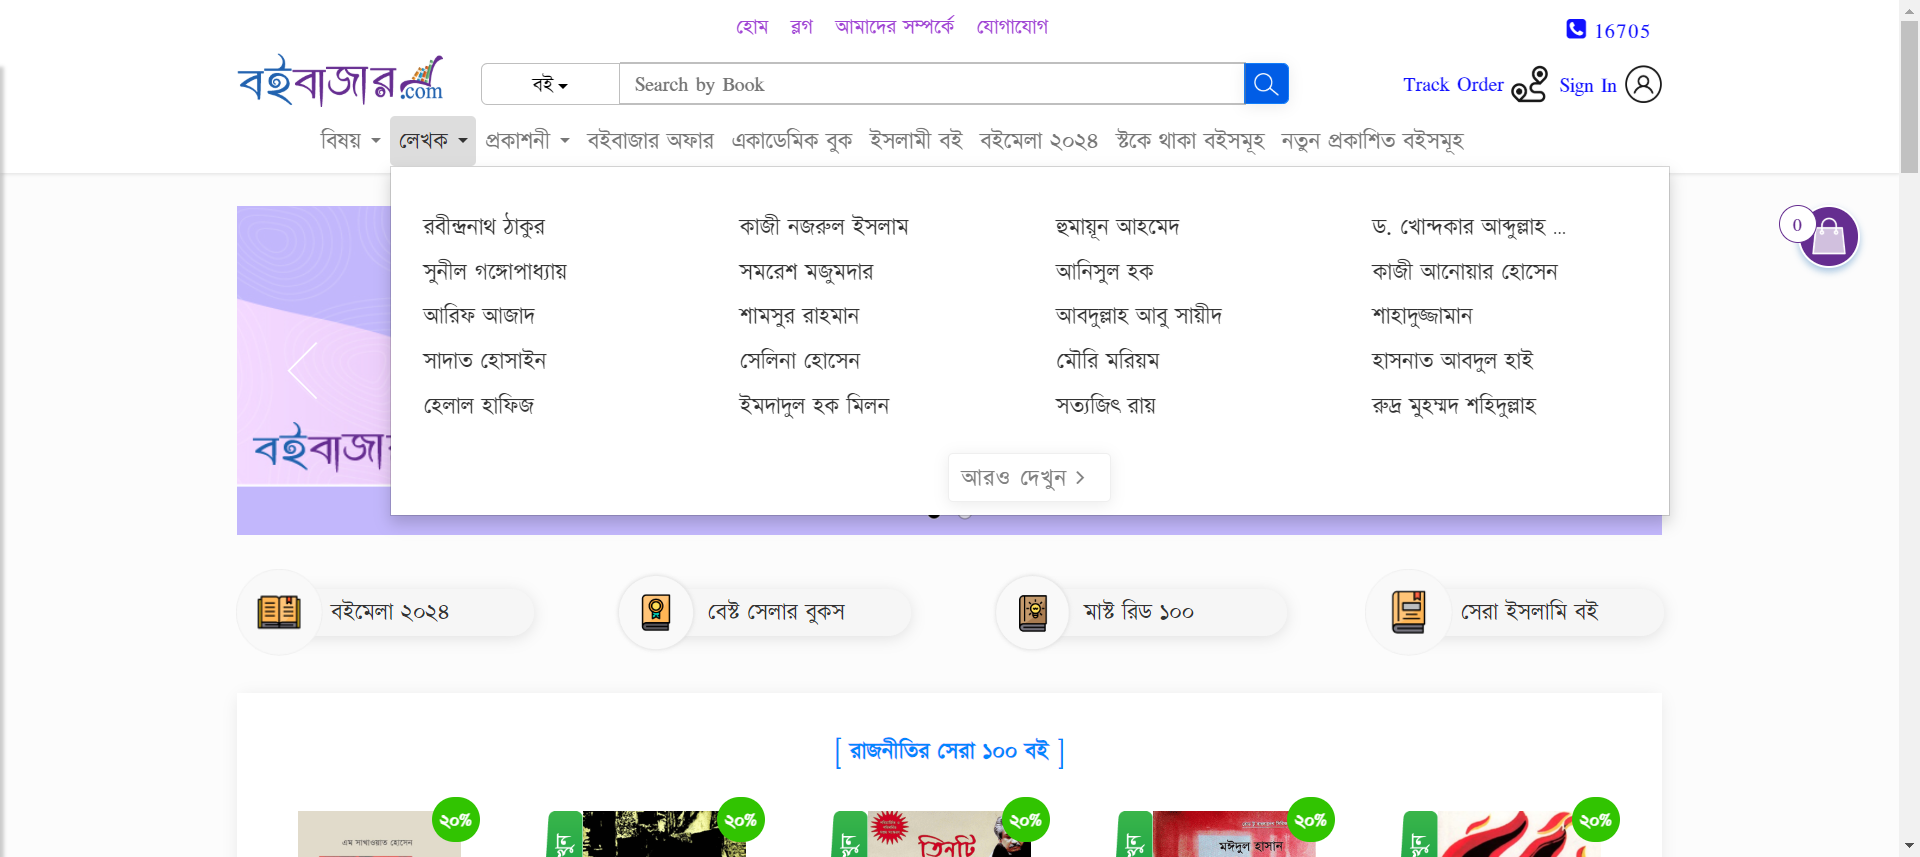 হোম ব্লগ আমাদের সম্পর্কে যোগাযোগ
16705
বইবাজার.com
বই
Search by Book
Track Order
Sign In
বিষয় লেখক প্রকাশনী বইবাজার অফার একাডেমিক বুক ইসলামী বই বইমেলা ২০২৪ স্টকে থাকা বইসমূহ নতুন প্রকাশিত বইসমূহ
রবীন্দ্রনাথ ঠাকুর কাজী নজরুল ইসলাম হুমায়ূন আহমেদ ড. খোন্দকার আব্দুল্লাহ ...
0
সুনীল গঙ্গোপাধ্যায় সমরেশ মজুমদার আনিসুল হক কাজী আনোয়ার হোসেন
আরিফ আজাদ শামসুর রাহমান আবদুল্লাহ আবু সায়ীদ শাহাদুজ্জামান
সাদাত হোসাইন সেলিনা হোসেন মৌরি মরিয়ম হাসনাত আবদুল হাই
হেলাল হাফিজ ইমদাদুল হক মিলন সত্যজিৎ রায় রুদ্র মুহম্মদ শহিদুল্লাহ
বইবাজার
আরও দেখুন >
বইমেলা ২০২৪ বেস্ট সেলার বুকস মাস্ট রিড ১০০ সেরা ইসলামি বই
[ রাজনীতির সেরা ১০০ বই ]
২০% ২০% ২০% ২০% ২০%
এম সাখাওয়াত হোসেন
তিনটি
মঈদুল হাসান